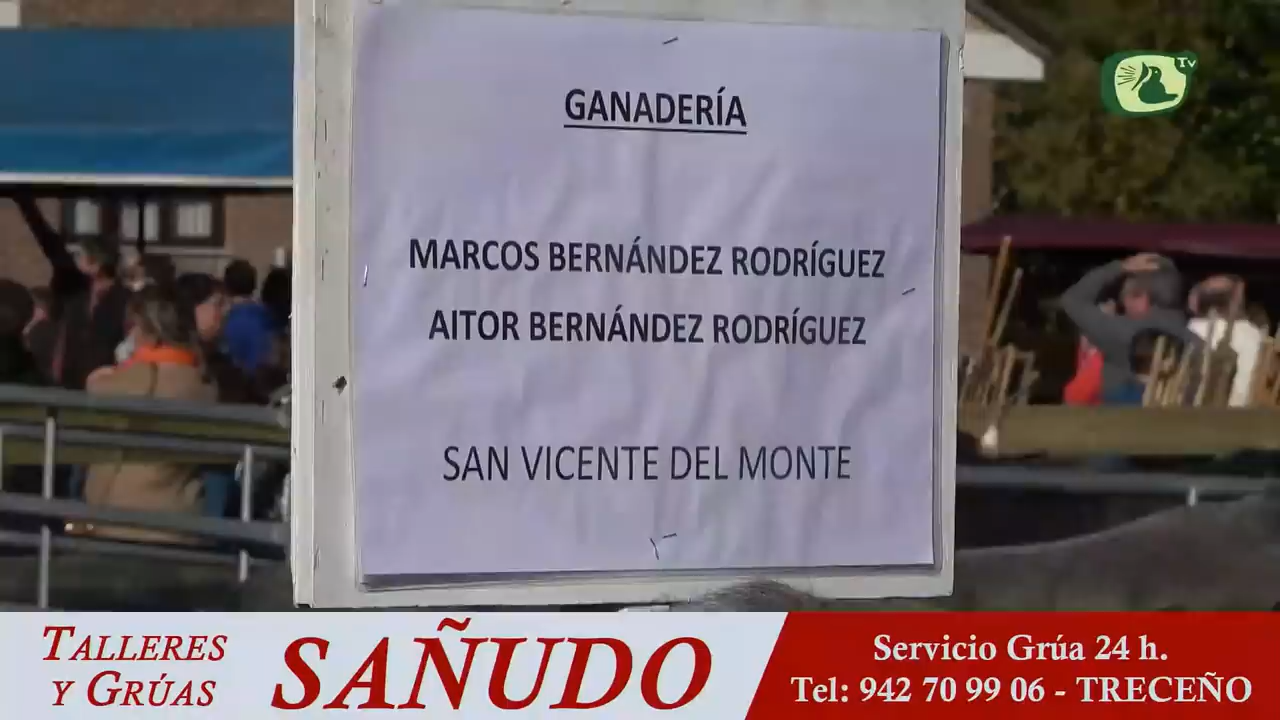 Tv
GANADERÍA
MARCOS BERNÁNDEZ RODRÍGUEZ
AITOR BERNÁNDEZ RODRÍGUEZ
SAN VICENTE DEL MONTE
TALLERES
Y GRÚAS
SAÑUDO
Servicio Grúa 24 h.
Tel: 942 70 99 06 - TRECEÑO